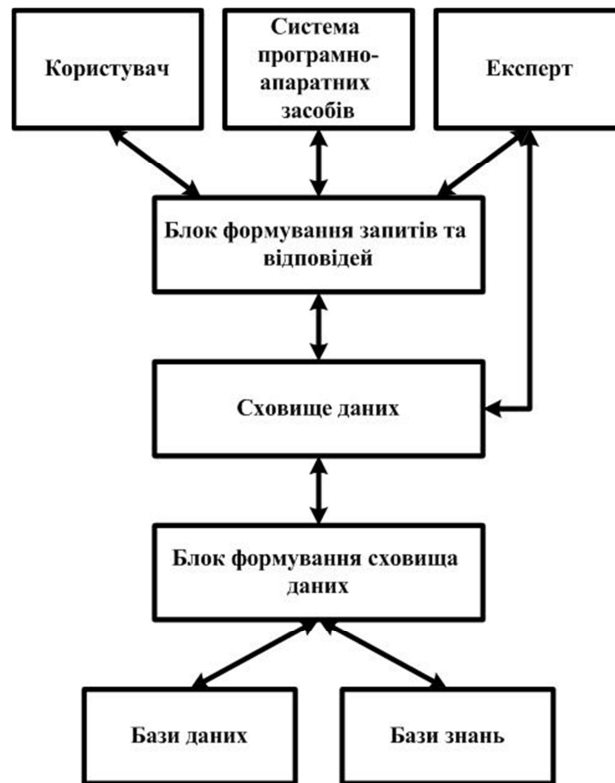 Користувач
Система
програмно-
апаратних
засобів
Експерт
Блок формування запитів та
відповідей
Сховище даних
Блок формування сховища
даних
Бази даних
Бази знань